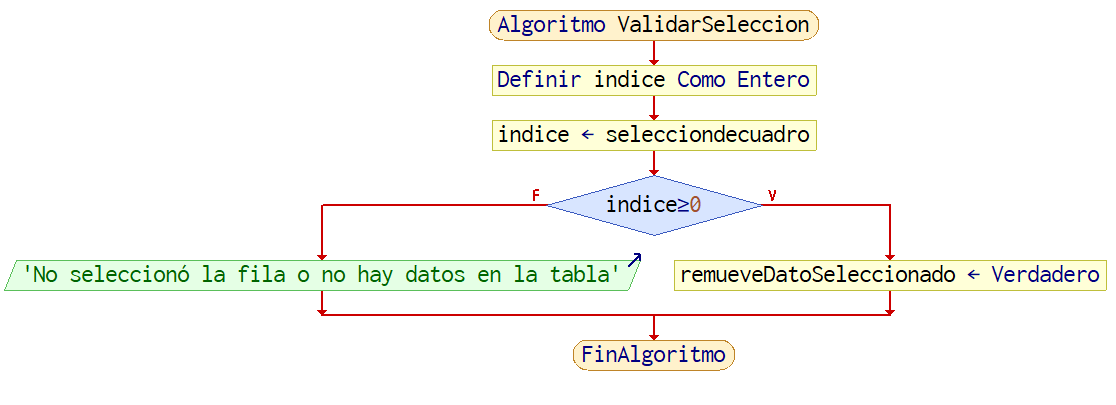 Algoritmo ValidarSeleccion
Definir indice Como Entero
indice ← selecciondecuadro
indice≥0
F
V
'No seleccionó la fila o no hay datos en la tabla'
remueveDatoSeleccionado ← Verdadero
FinAlgoritmo